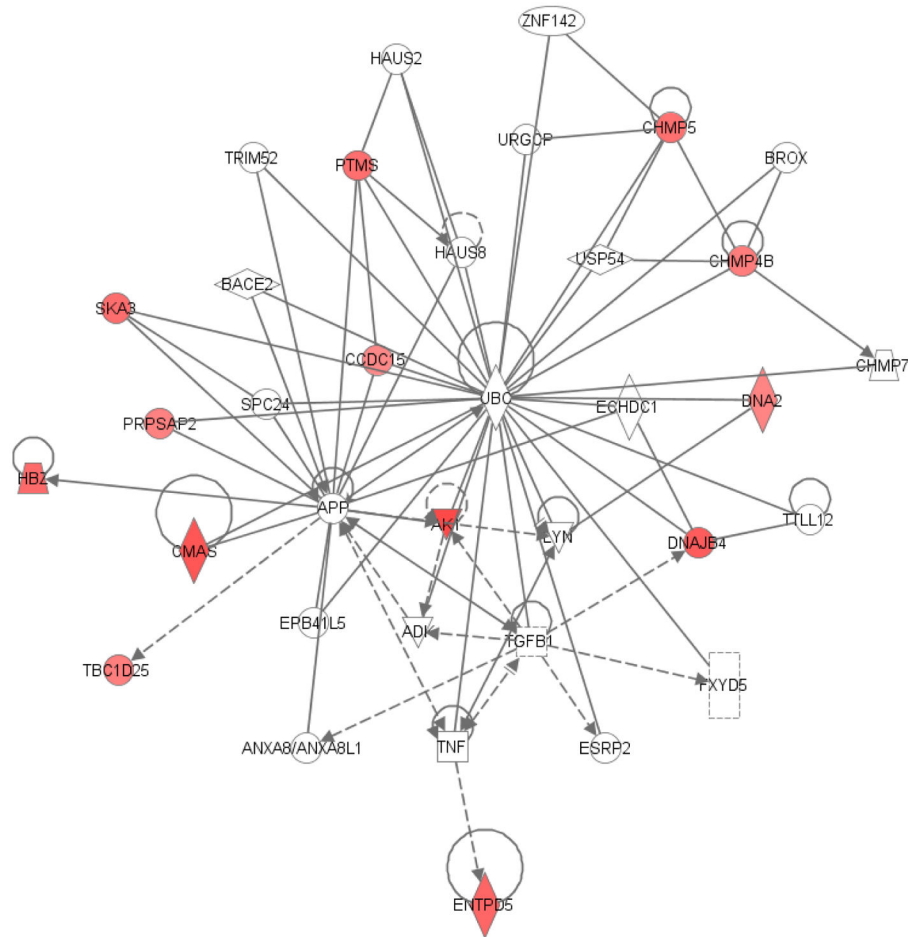 ZNF142
HAUS2
CHMP5
URGCP
TRIM52
PTMS
BROX
HAUS8
USP54
CHMP4B
BACE2
SKA3
CCDC15
CHMP7
UBC
SPC24
ECHDC1
DNA2
PRPSAP2
HBZ
APP
AK1
LYN
TTLL12
CMAS
DNAJB4
EPB41L5
ADK
TGFB1
TBC1D25
FXYD5
ANXA8/ANXA8L1
TNF
ESRP2
ENTPD5